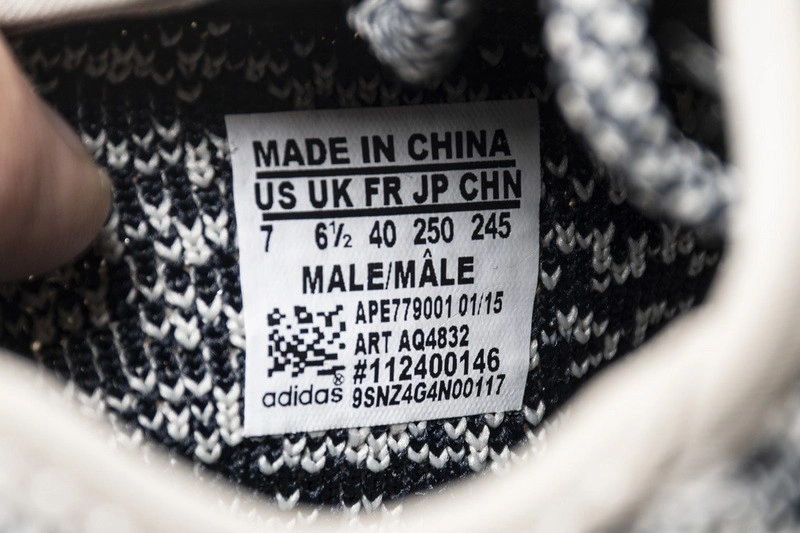 MADE IN CHINA
US UK FR JP CHN
7 6½ 40 250 245
MALE/MÂLE
APE779001 01/15
ART AQ4832
#112400146
adidas® 9SNZ4G4N00117